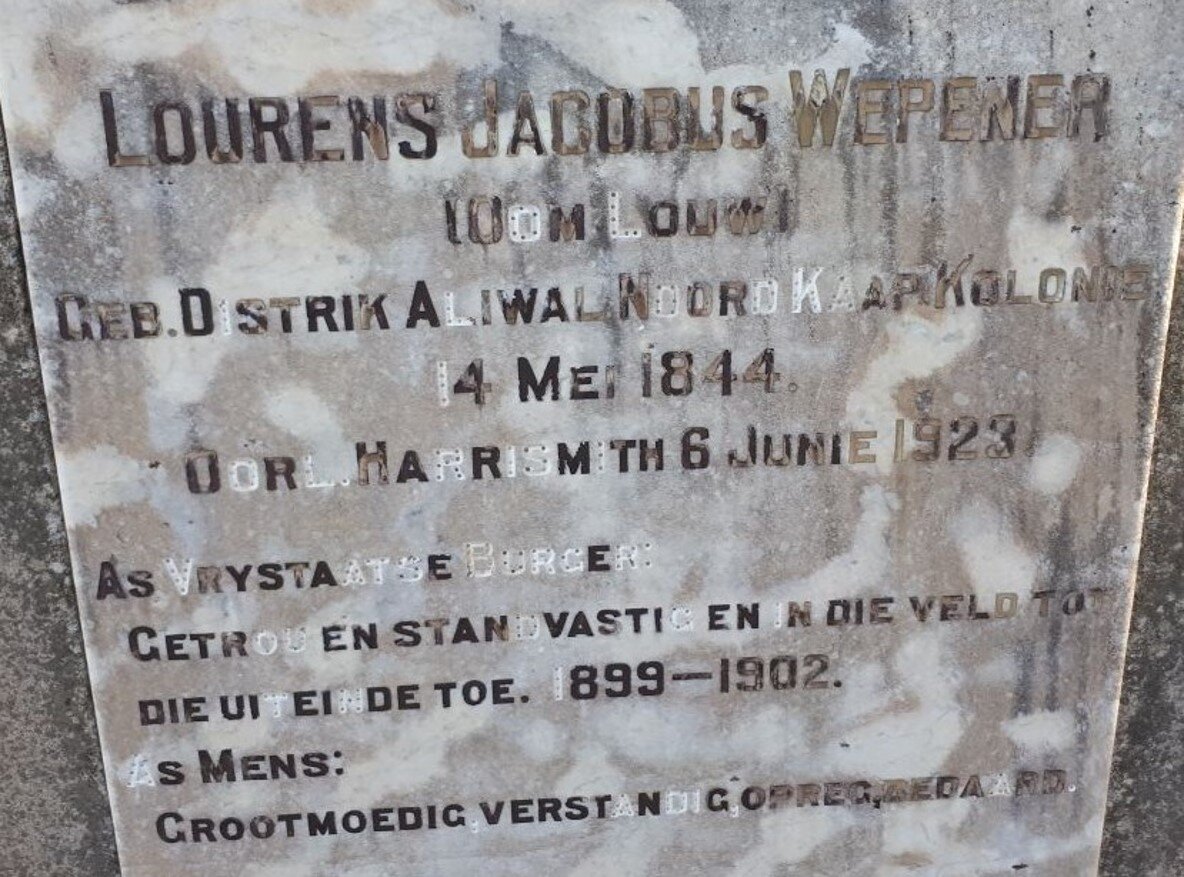 LOURENS JACOBUS WEPENER
(OOM LOUW)
GEB. DISTRIK ALIWAL NOORD KAAP KOLONIE
14 MEI 1844.
OORL. HARRISMITH 6 JUNIE 1923.
AS VRYSTAATSE BURGER:
GETROU EN STANDVASTIG EN IN DIE VELD TOT
DIE UITEINDE TOE. 1899—1902.
AS MENS:
GROOTMOEDIG, VERSTANDIG, OPREG, BEDAARD.